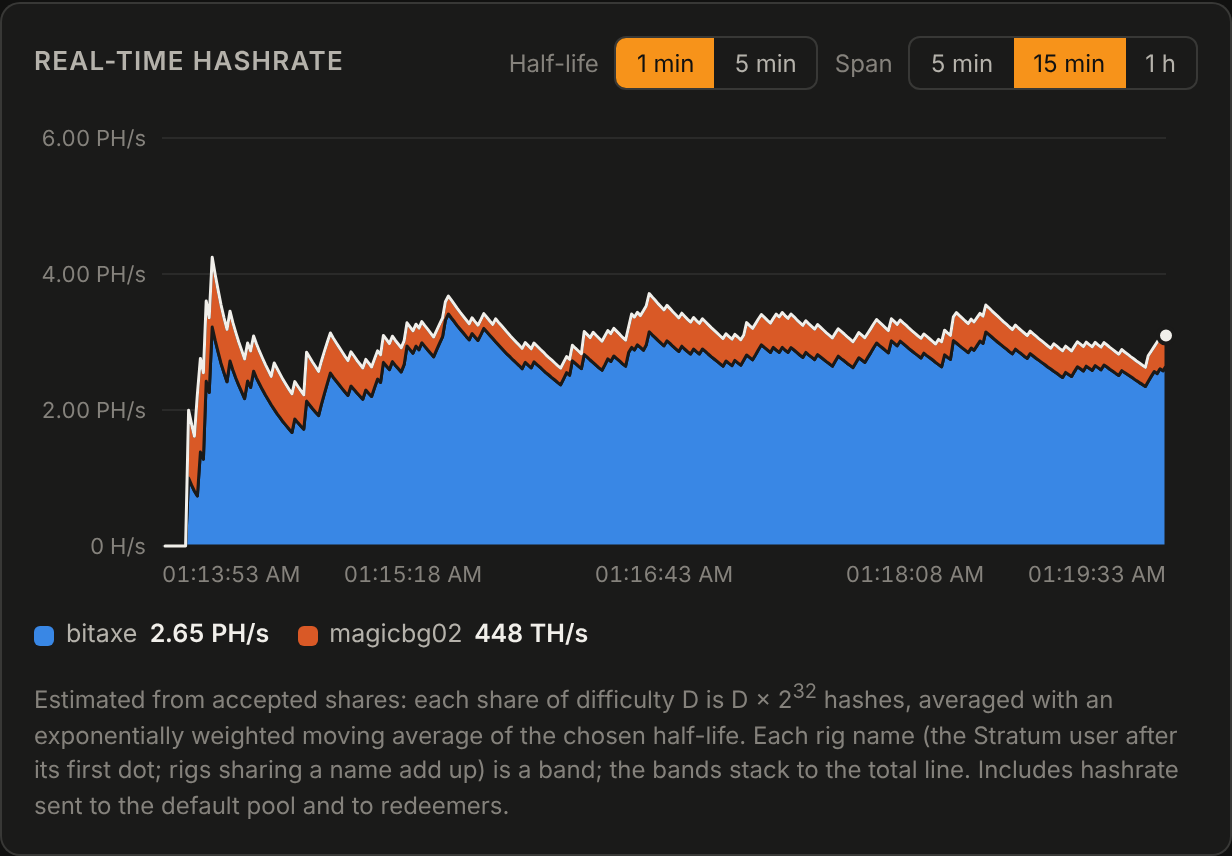 REAL-TIME HASHRATE
Half-life 1 min 5 min Span 5 min 15 min 1 h
6.00 PH/s
4.00 PH/s
2.00 PH/s
0 H/s
01:13:53 AM 01:15:18 AM 01:16:43 AM 01:18:08 AM 01:19:33 AM
bitaxe 2.65 PH/s magicbg02 448 TH/s
Estimated from accepted shares: each share of difficulty D is D × 2³² hashes, averaged with an
exponentially weighted moving average of the chosen half-life. Each rig name (the Stratum user after
its first dot; rigs sharing a name add up) is a band; the bands stack to the total line. Includes hashrate
sent to the default pool and to redeemers.